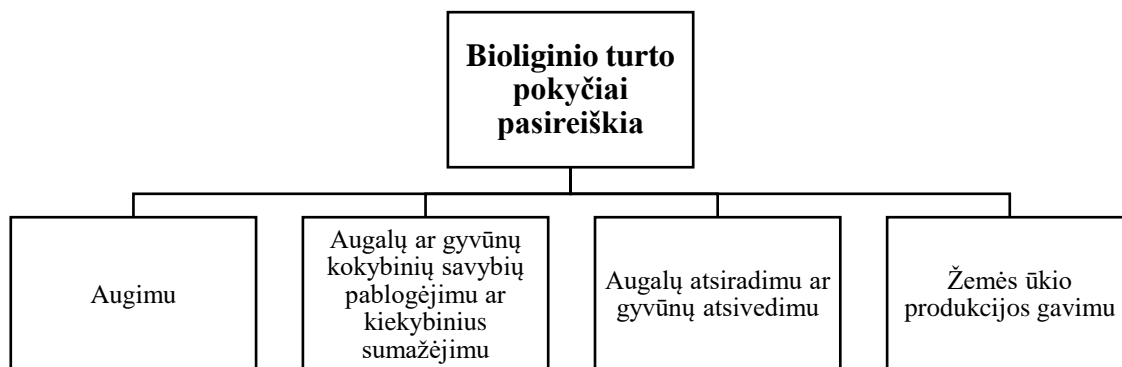 Bioliginio turto
pokyčiai
pasireiškia
Augimu
Augalų ar gyvūnų
kokybinių savybių
pablogėjimu ar
kiekybinius
sumažėjimu
Augalų atsiradimu ar
gyvūnų atsivedimu
Žemės ūkio
produkcijos gavimu